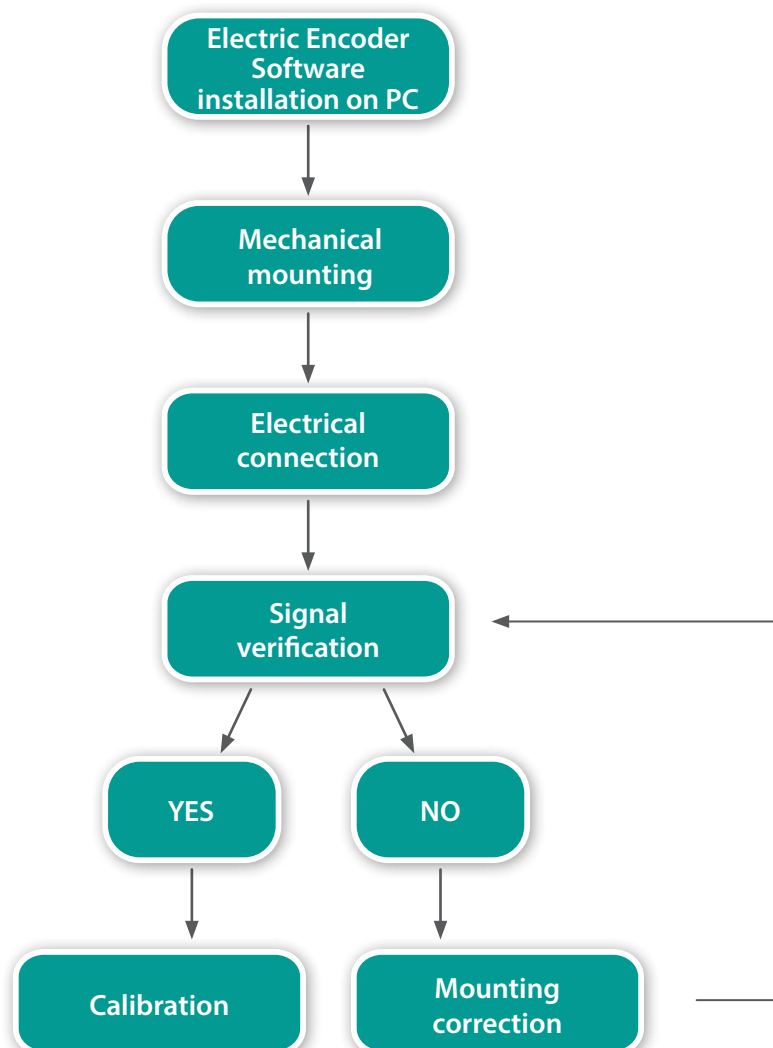 Electric Encoder
Software
installation on PC
Mechanical
mounting
Electrical
connection
Signal
verification
YES
NO
Calibration
Mounting
correction